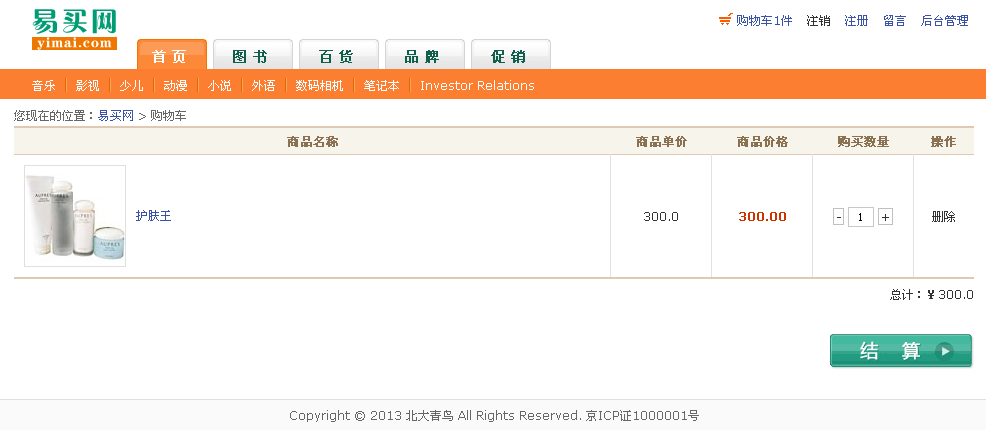 易买网
yimai.com
购物车1件 注销 注册 留言 后台管理
首页 图书 百货 品牌 促销
音乐 影视 少儿 动漫 小说 外语 数码相机 笔记本 Investor Relations
您现在的位置：易买网 > 购物车
商品名称 商品单价 商品价格 购买数量 操作
AUPRES AUPRES AUPRES AUPRES
护肤王 300.0 300.00 - 1 + 删除
总计：¥ 300.0
结 算
Copyright © 2013 北大青鸟 All Rights Reserved. 京ICP证1000001号